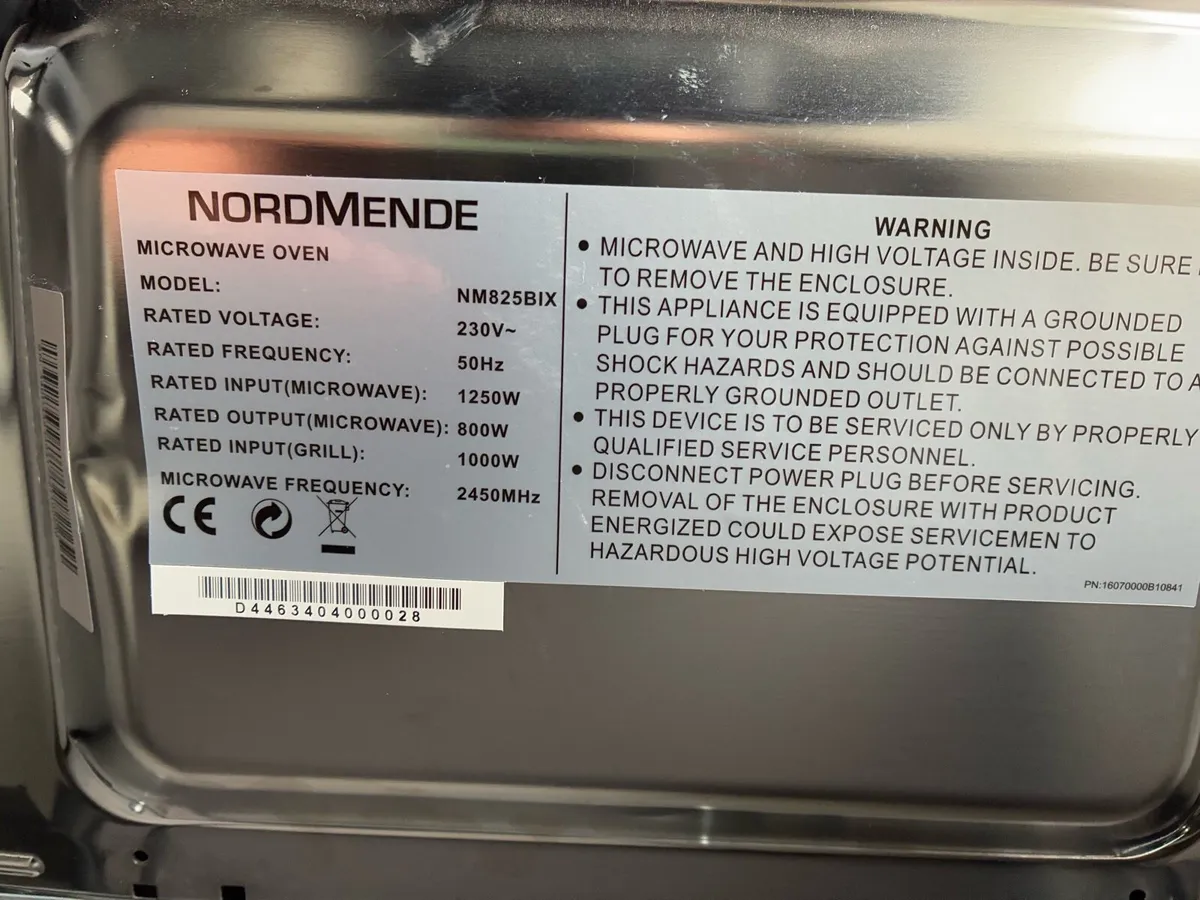 NORDMENDE
MICROWAVE OVEN
MODEL: NM825BIX
RATED VOLTAGE: 230V~
RATED FREQUENCY: 50Hz
RATED INPUT(MICROWAVE): 1250W
RATED OUTPUT(MICROWAVE): 800W
RATED INPUT(GRILL): 1000W
MICROWAVE FREQUENCY: 2450MHz
CE
D4463404000028
WARNING
• MICROWAVE AND HIGH VOLTAGE INSIDE. BE SURE
TO REMOVE THE ENCLOSURE.
• THIS APPLIANCE IS EQUIPPED WITH A GROUNDED
PLUG FOR YOUR PROTECTION AGAINST POSSIBLE
SHOCK HAZARDS AND SHOULD BE CONNECTED TO A
PROPERLY GROUNDED OUTLET.
• THIS DEVICE IS TO BE SERVICED ONLY BY PROPERLY
QUALIFIED SERVICE PERSONNEL.
• DISCONNECT POWER PLUG BEFORE SERVICING.
REMOVAL OF THE ENCLOSURE WITH PRODUCT
ENERGIZED COULD EXPOSE SERVICEMEN TO
HAZARDOUS HIGH VOLTAGE POTENTIAL.
PN:16070000B10841